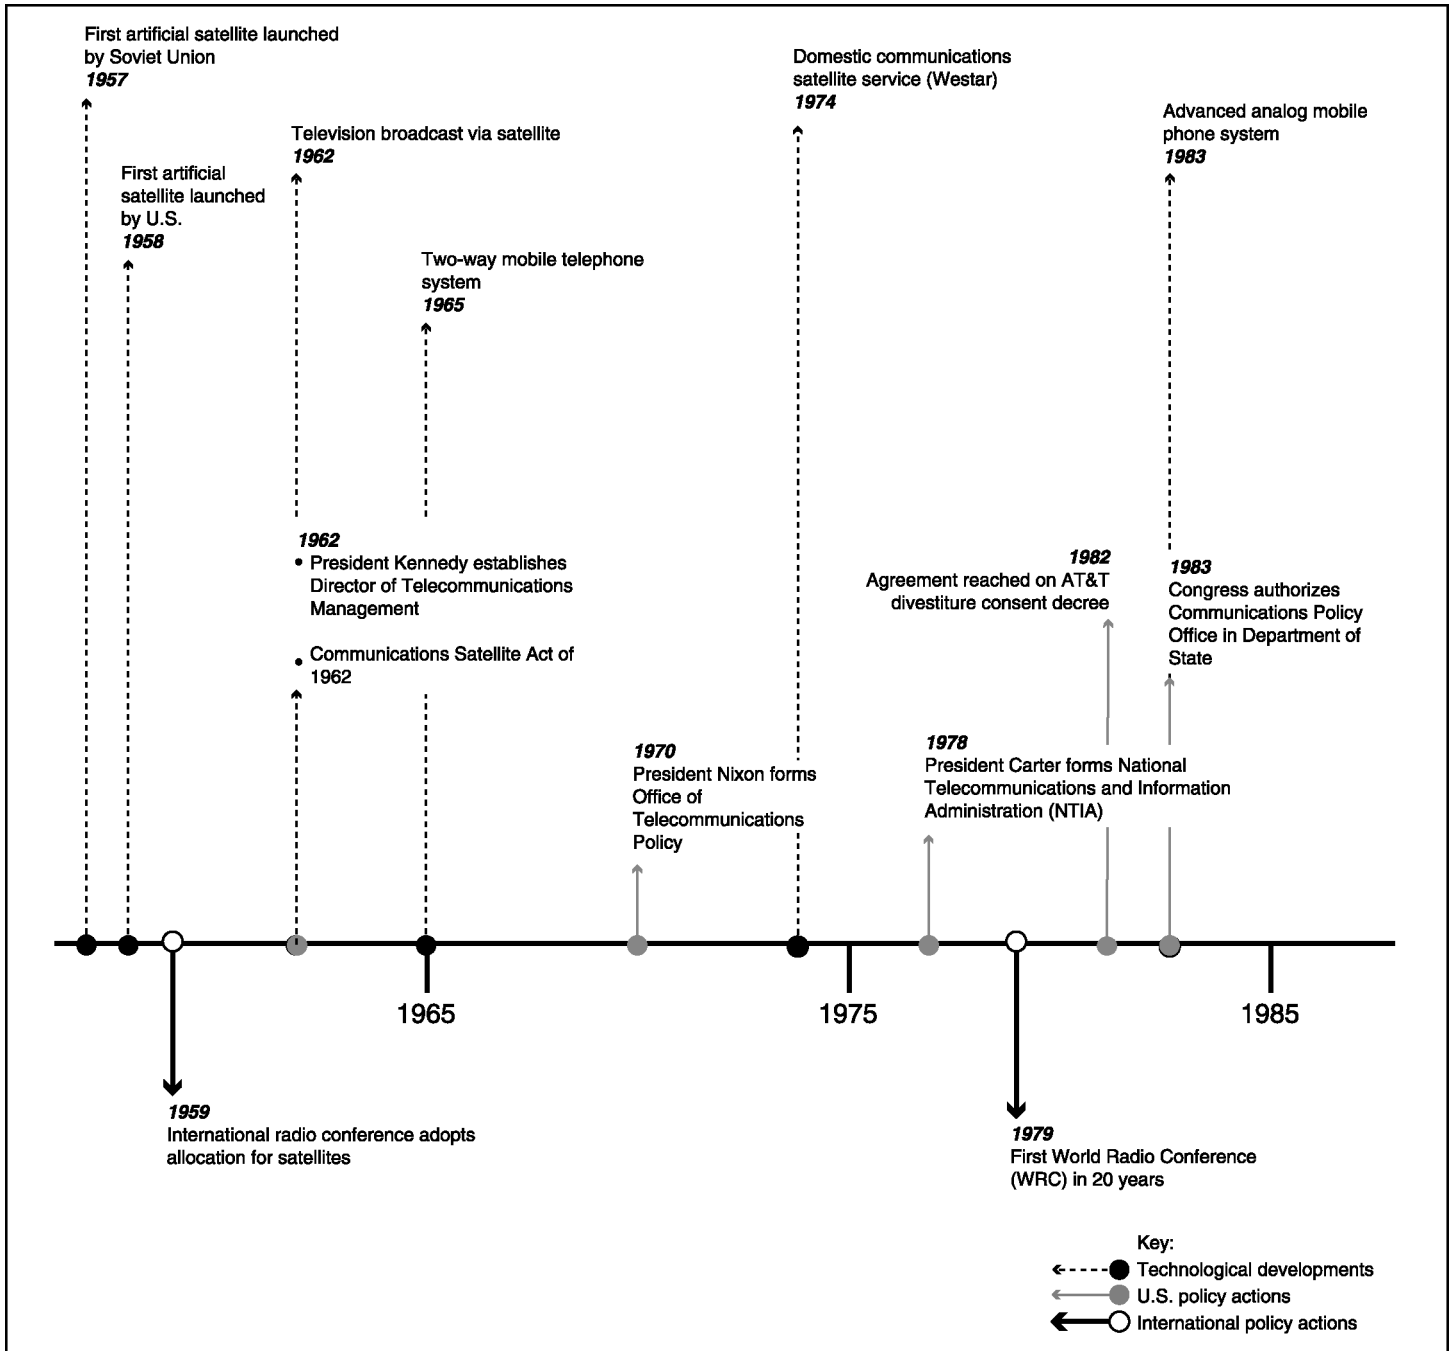 First artificial satellite launched
by Soviet Union
1957
Domestic communications
satellite service (Westar)
1974
Advanced analog mobile
phone system
1983
Television broadcast via satellite
1962
First artificial
satellite launched
by U.S.
1958
Two-way mobile telephone
system
1965
1962
• President Kennedy establishes
Director of Telecommunications
Management
• Communications Satellite Act of
1962
1982
Agreement reached on AT&T
divestiture consent decree
1983
Congress authorizes
Communications Policy
Office in Department of
State
1970
President Nixon forms
Office of
Telecommunications
Policy
1978
President Carter forms National
Telecommunications and Information
Administration (NTIA)
1965
1975
1985
1959
International radio conference adopts
allocation for satellites
1979
First World Radio Conference
(WRC) in 20 years
Key:
Technological developments
U.S. policy actions
International policy actions